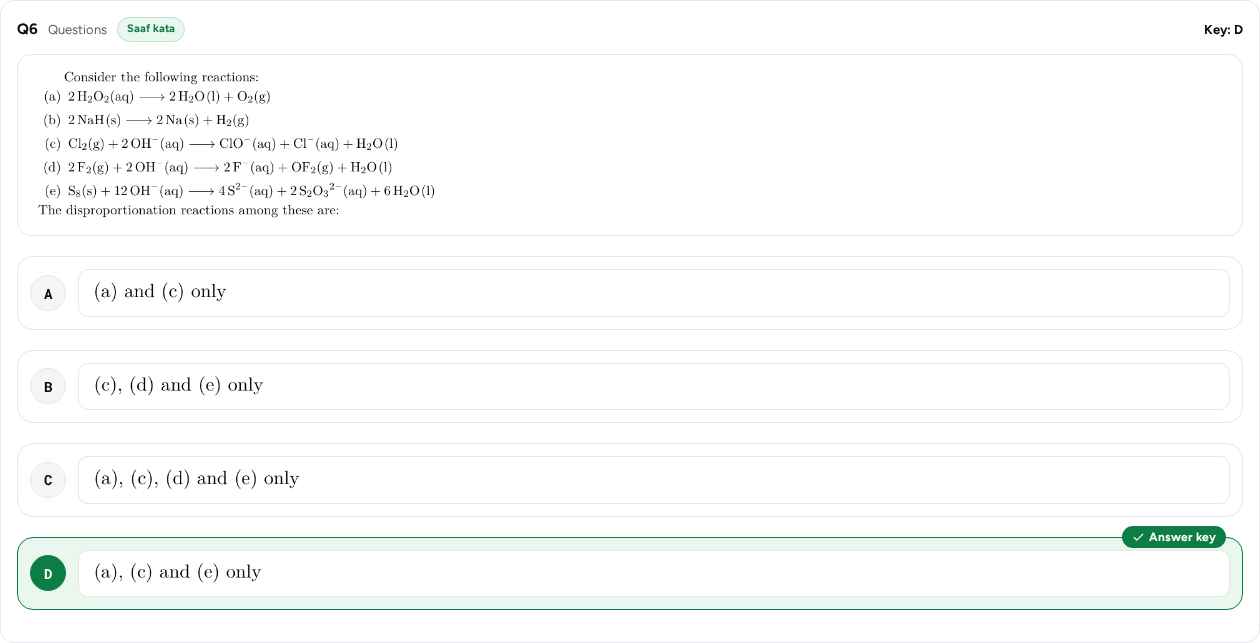 Q6 Questions Saaf kata Key: D
Consider the following reactions:
(a) 2 H₂O₂(aq) ⟶ 2 H₂O(l) + O₂(g)
(b) 2 NaH(s) ⟶ 2 Na(s) + H₂(g)
(c) Cl₂(g) + 2 OH⁻(aq) ⟶ ClO⁻(aq) + Cl⁻(aq) + H₂O(l)
(d) 2 F₂(g) + 2 OH⁻(aq) ⟶ 2 F⁻(aq) + OF₂(g) + H₂O(l)
(e) S₈(s) + 12 OH⁻(aq) ⟶ 4 S²⁻(aq) + 2 S₂O₃²⁻(aq) + 6 H₂O(l)
The disproportionation reactions among these are:
A (a) and (c) only
B (c), (d) and (e) only
C (a), (c), (d) and (e) only
✓ Answer key
D (a), (c) and (e) only